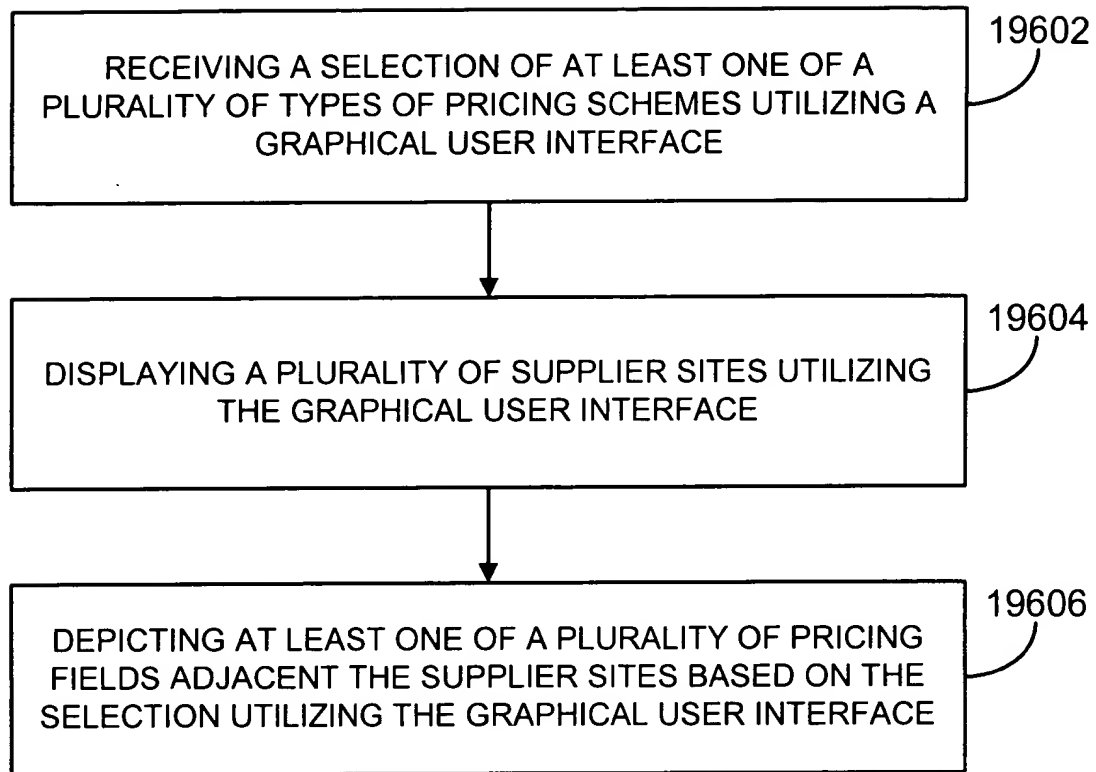 19602
RECEIVING A SELECTION OF AT LEAST ONE OF A
PLURALITY OF TYPES OF PRICING SCHEMES UTILIZING A
GRAPHICAL USER INTERFACE
19604
DISPLAYING A PLURALITY OF SUPPLIER SITES UTILIZING
THE GRAPHICAL USER INTERFACE
19606
DEPICTING AT LEAST ONE OF A PLURALITY OF PRICING
FIELDS ADJACENT THE SUPPLIER SITES BASED ON THE
SELECTION UTILIZING THE GRAPHICAL USER INTERFACE